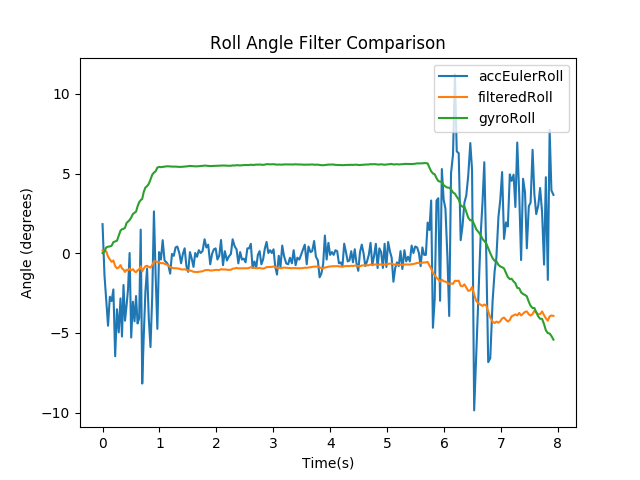 Roll Angle Filter Comparison
accEulerRoll
filteredRoll
gyroRoll
Angle (degrees)
10
5
0
−5
−10
0 1 2 3 4 5 6 7 8
Time(s)